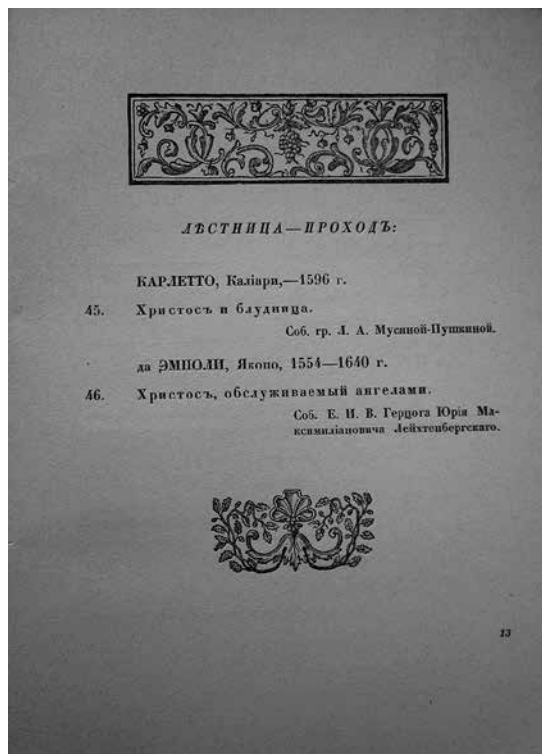 ЛѢСТНИЦА—ПРОХОДЪ:
КАРЛЕТТО, Каліари,—1596 г.
45. Христосъ и блудница.
Соб. гр. Л. А. Мусиной-Пушкиной.
да ЭМПОЛИ, Якопо, 1554—1640 г.
46. Христосъ, обслуживаемый ангелами.
Соб. Е. И. В. Герцога Юрія Ма-
ксимиліановича Лейхтенбергскаго.
13